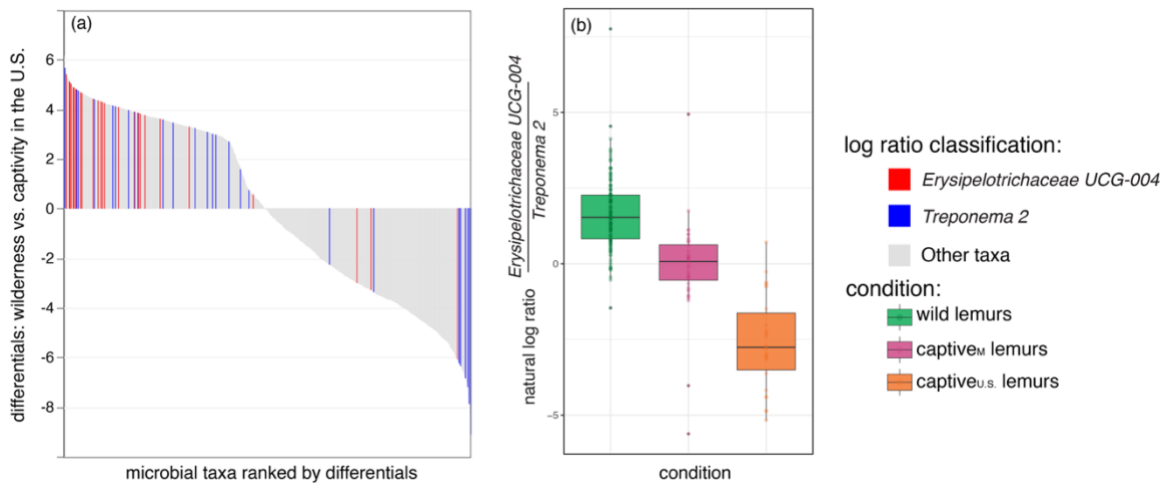 (a)
differentials: wilderness vs. captivity in the U.S.
6
4
2
0
-2
-4
-6
-8
microbial taxa ranked by differentials
(b)
natural log ratio
Erysipelotrichaceae UCG-004
Treponema 2
5
0
-5
condition
log ratio classification:
Erysipelotrichaceae UCG-004
Treponema 2
Other taxa
condition:
wild lemurs
captiveM lemurs
captiveU.S. lemurs